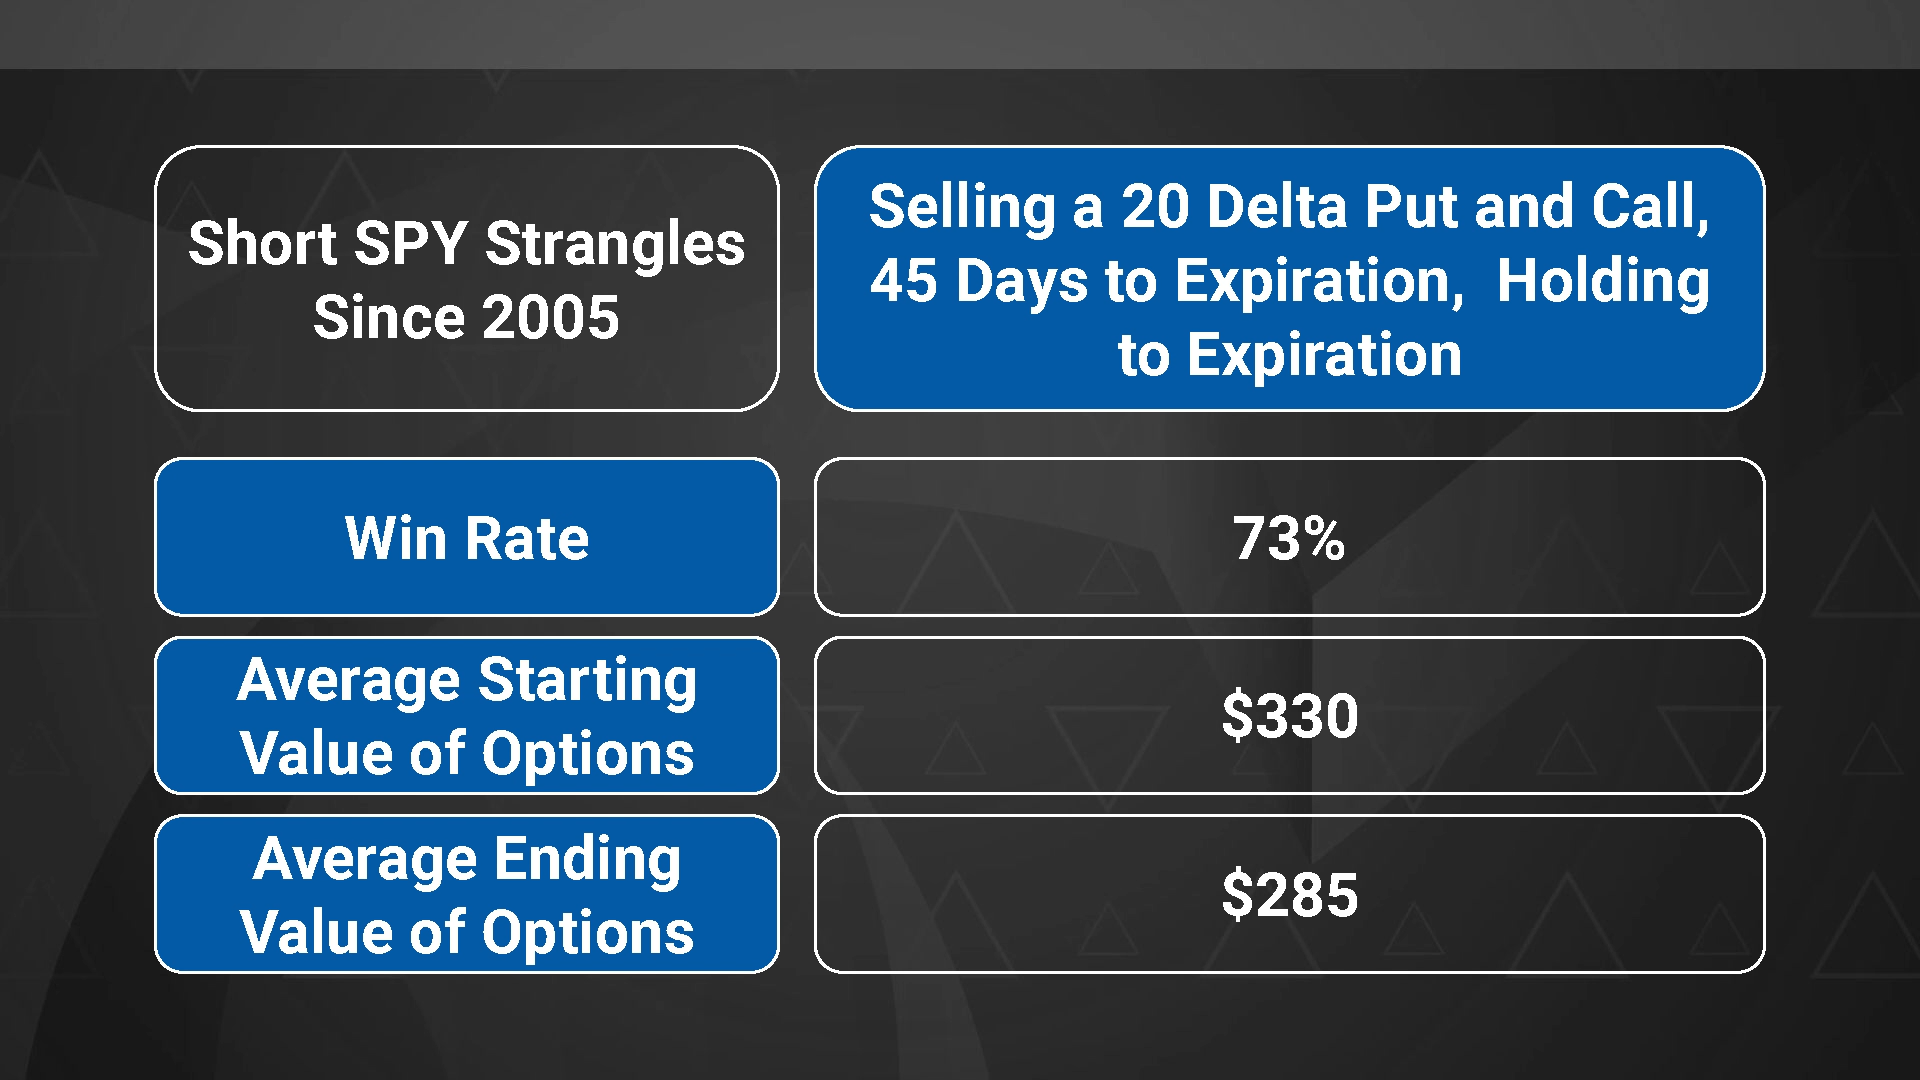 Short SPY Strangles
Since 2005
Selling a 20 Delta Put and Call,
45 Days to Expiration,  Holding
to Expiration
Win Rate
73%
Average Starting
Value of Options
$330
Average Ending
Value of Options
$285